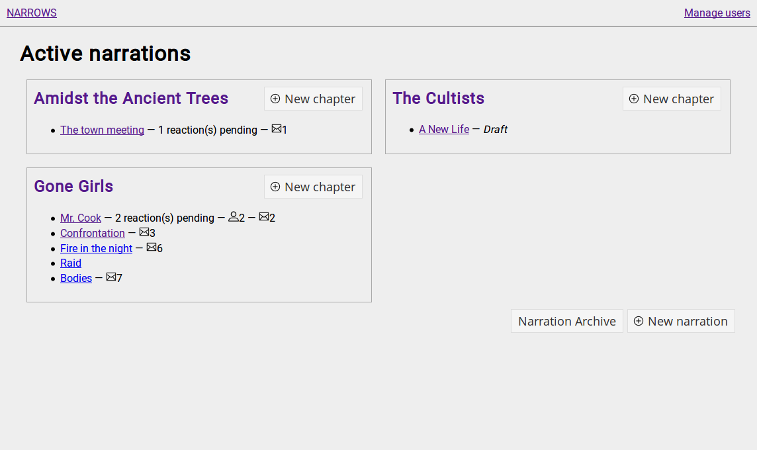 NARROWS Manage users
Active narrations
Amidst the Ancient Trees New chapter
The town meeting — 1 reaction(s) pending — 1
The Cultists New chapter
A New Life — Draft
Gone Girls New chapter
Mr. Cook — 2 reaction(s) pending — 2 — 2
Confrontation — 3
Fire in the night — 6
Raid
Bodies — 7
Narration Archive New narration